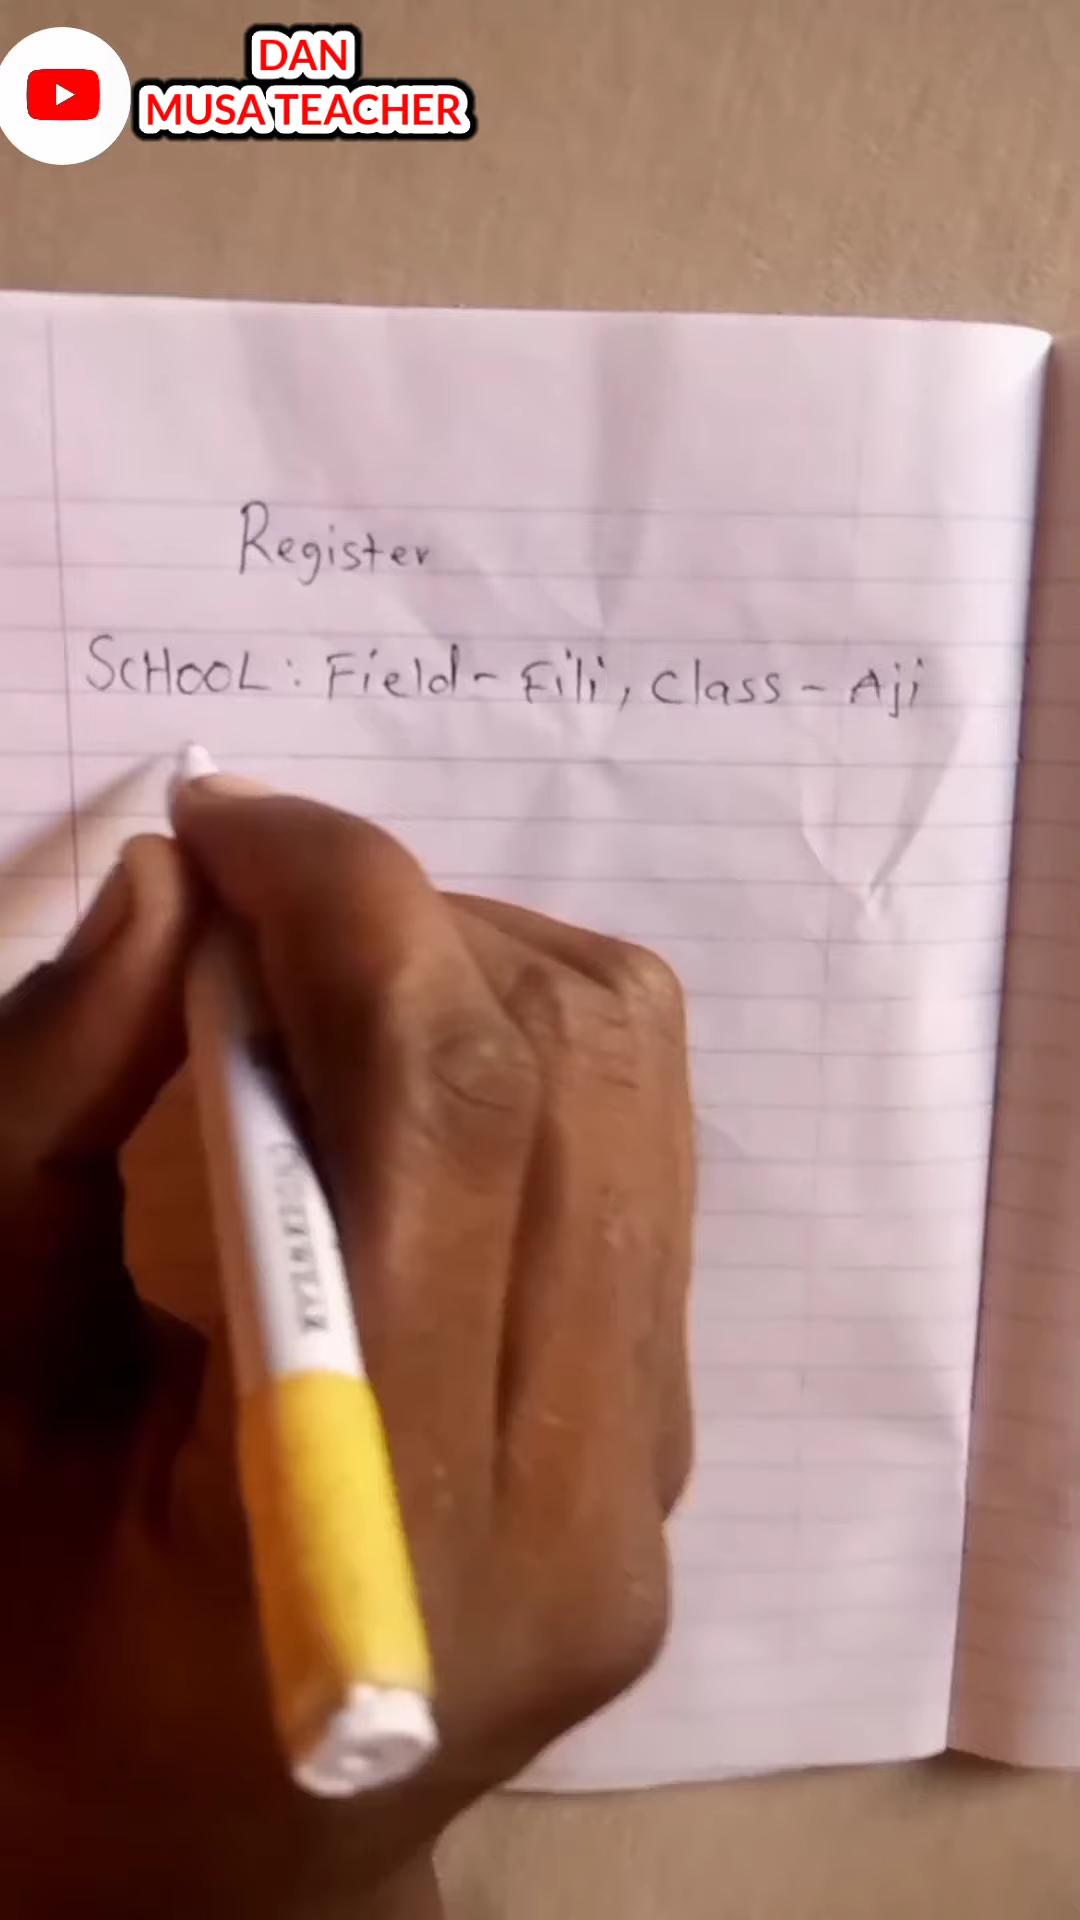 DAN
MUSA TEACHER
Register
SCHOOL: Field - Fili, Class - Aji